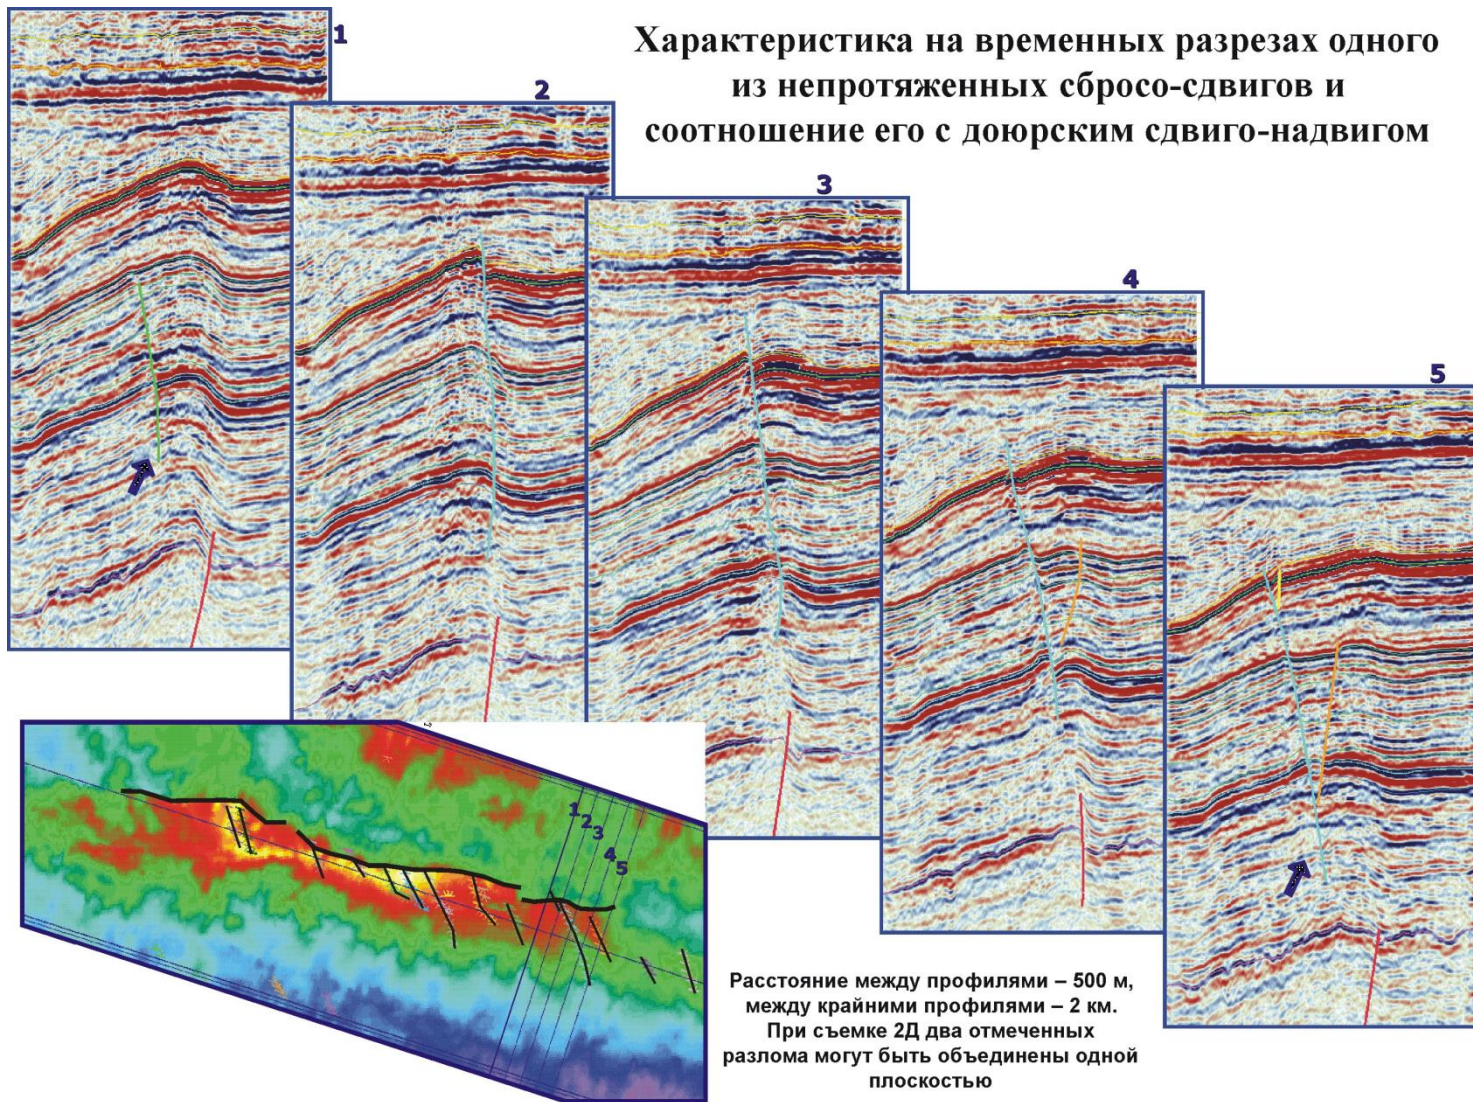 Характеристика на временных разрезах одного
из непротяженных сбросо-сдвигов и
соотношение его с доюрским сдвиго-надвигом
1
2
3
4
5
1
2
3
4
5
Расстояние между профилями – 500 м,
между крайними профилями – 2 км.
При съемке 2Д два отмеченных
разлома могут быть объединены одной
плоскостью